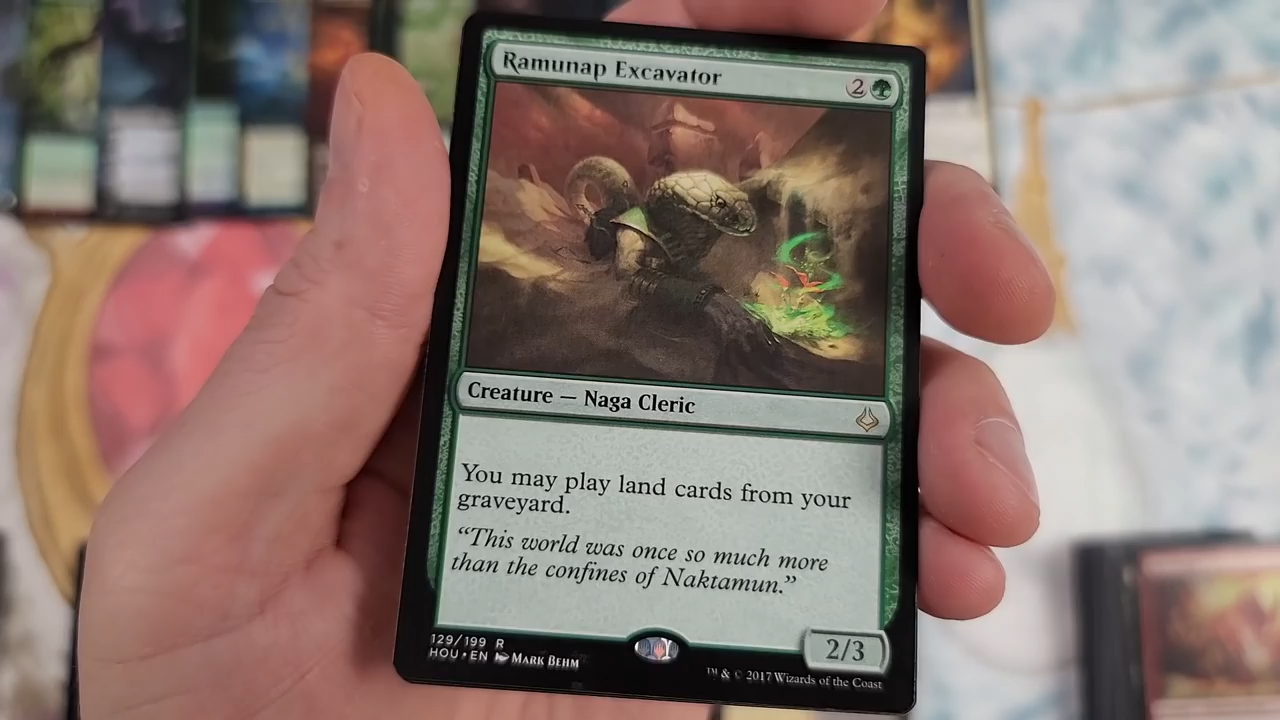 Ramunap Excavator 2
Creature — Naga Cleric
You may play land cards from your
graveyard.
“This world was once so much more
than the confines of Naktamun.”
2/3
129/199 R
HOU • EN Mark Behm
™ & © 2017 Wizards of the Coast